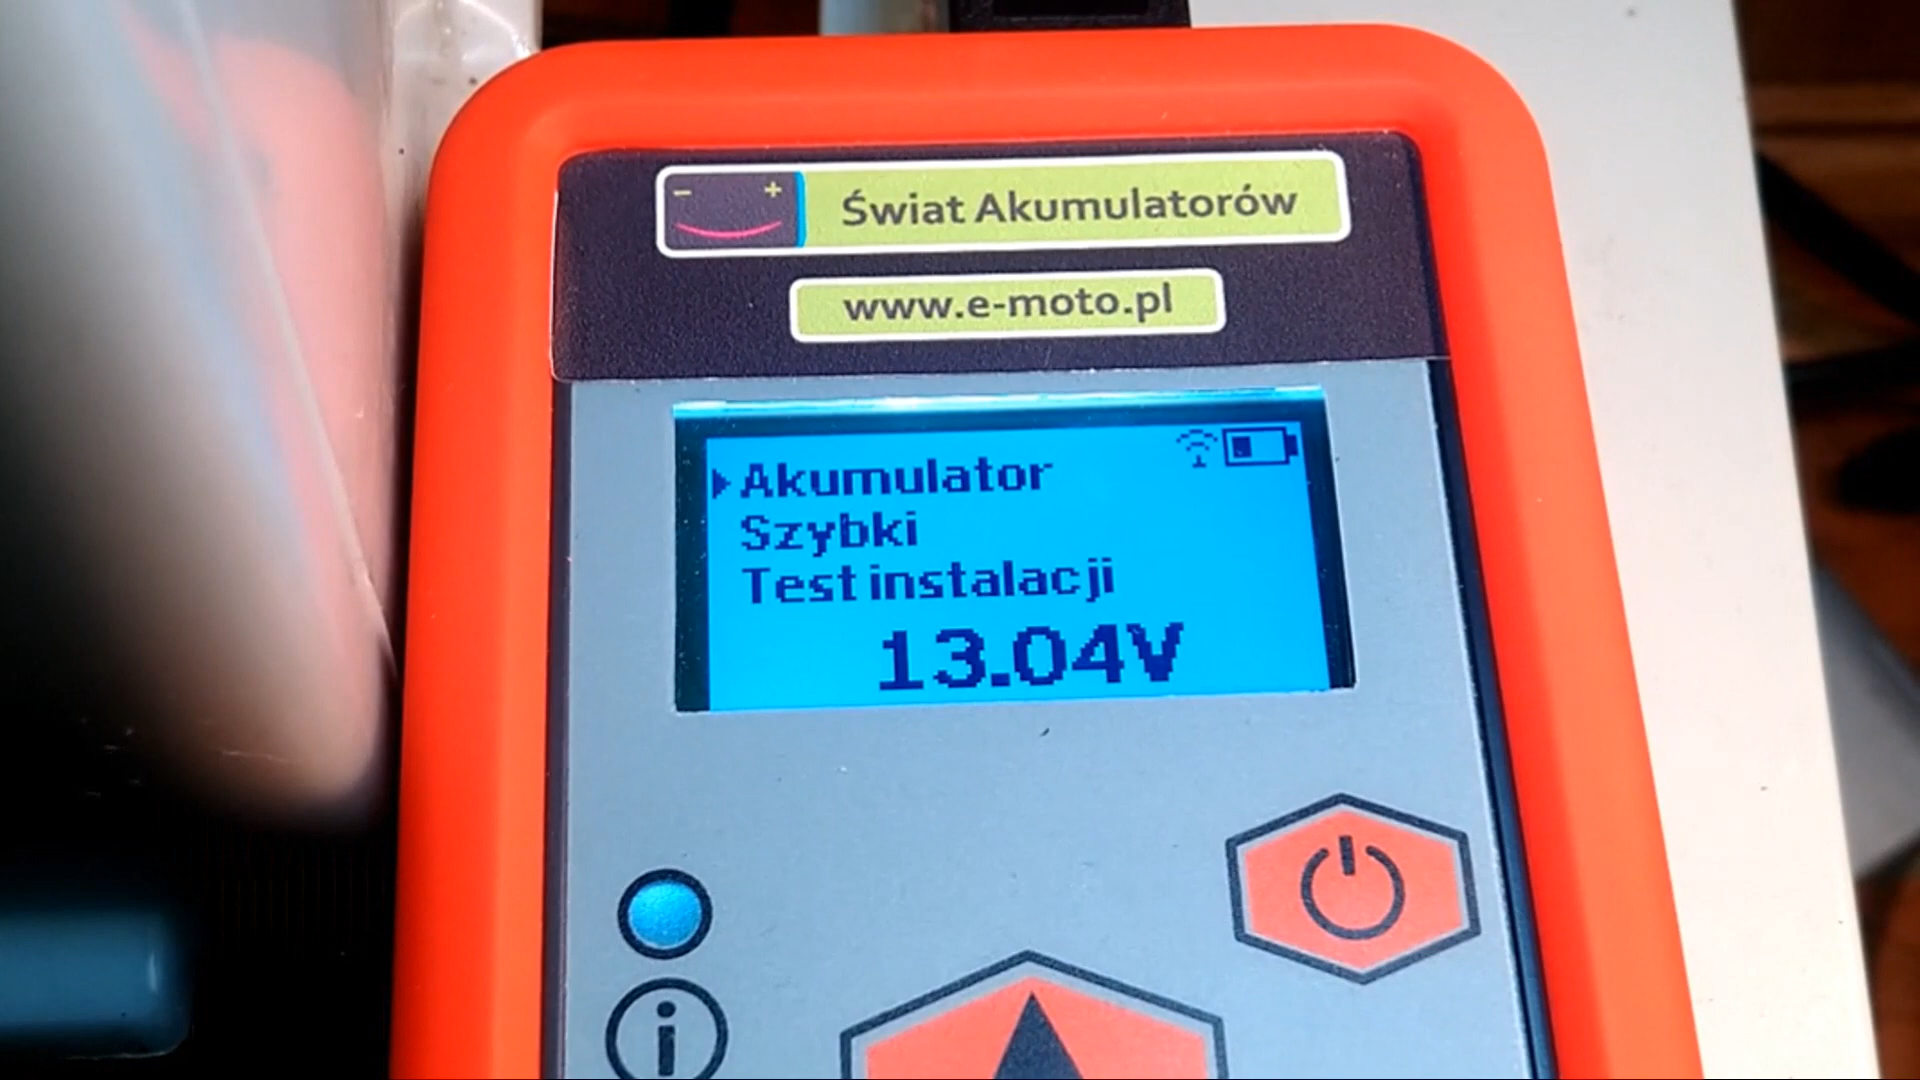 - +
Świat Akumulatorów
www.e-moto.pl
Akumulator
Szybki
Test instalacji
13.04V
i